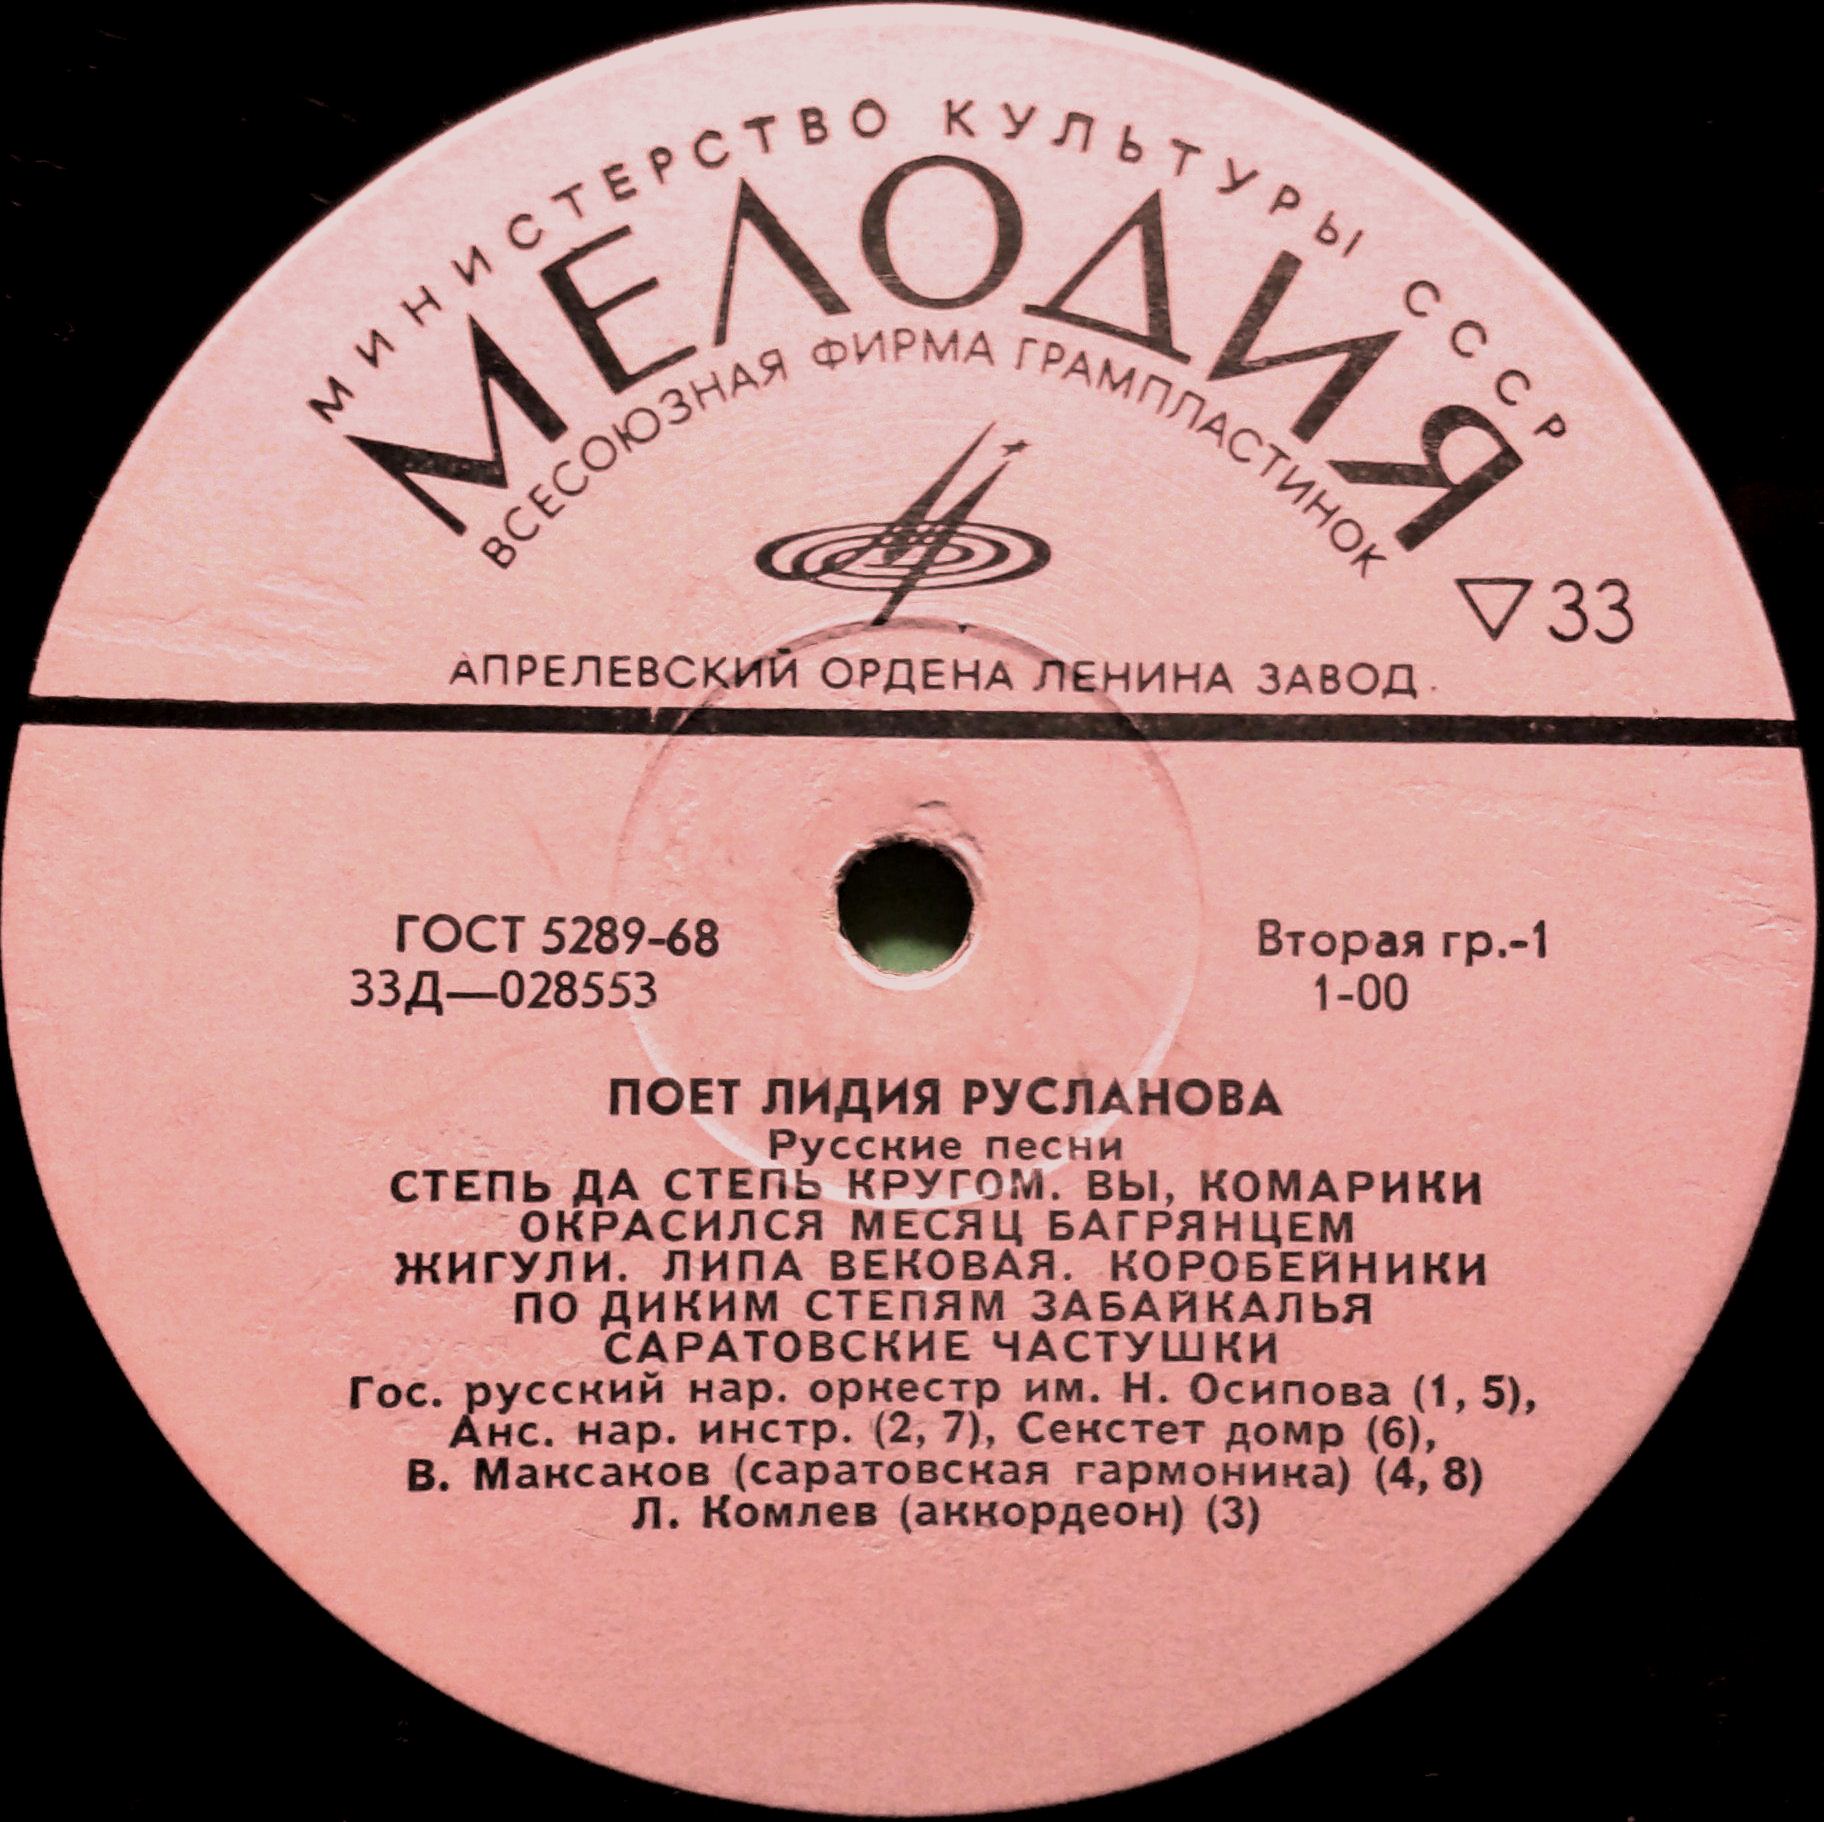 МИНИСТЕРСТВО КУЛЬТУРЫ СССР
МЕЛОДИЯ
ВСЕСОЮЗНАЯ ФИРМА ГРАМПЛАСТИНОК
▽33
АПРЕЛЕВСКИЙ ОРДЕНА ЛЕНИНА ЗАВОД
ГОСТ 5289-68
33Д—028553
Вторая гр.-1
1-00
ПОЕТ ЛИДИЯ РУСЛАНОВА
Русские песни
СТЕПЬ ДА СТЕПЬ КРУГОМ. ВЫ, КОМАРИКИ
ОКРАСИЛСЯ МЕСЯЦ БАГРЯНЦЕМ
ЖИГУЛИ. ЛИПА ВЕКОВАЯ. КОРОБЕЙНИКИ
ПО ДИКИМ СТЕПЯМ ЗАБАЙКАЛЬЯ
САРАТОВСКИЕ ЧАСТУШКИ
Гос. русский нар. оркестр им. Н. Осипова (1, 5),
Анс. нар. инстр. (2, 7), Секстет домр (6),
В. Максаков (саратовская гармоника) (4, 8)
Л. Комлев (аккордеон) (3)